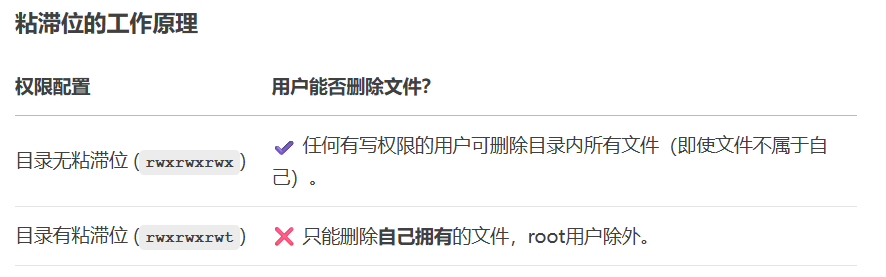 粘滞位的工作原理
权限配置 用户能否删除文件？
目录无粘滞位 (rwxrwxrwx) ✔ 任何有写权限的用户可删除目录内所有文件（即使文件不属于自
己）。
目录有粘滞位 (rwxrwxrwt) ❌ 只能删除自己拥有的文件，root用户除外。